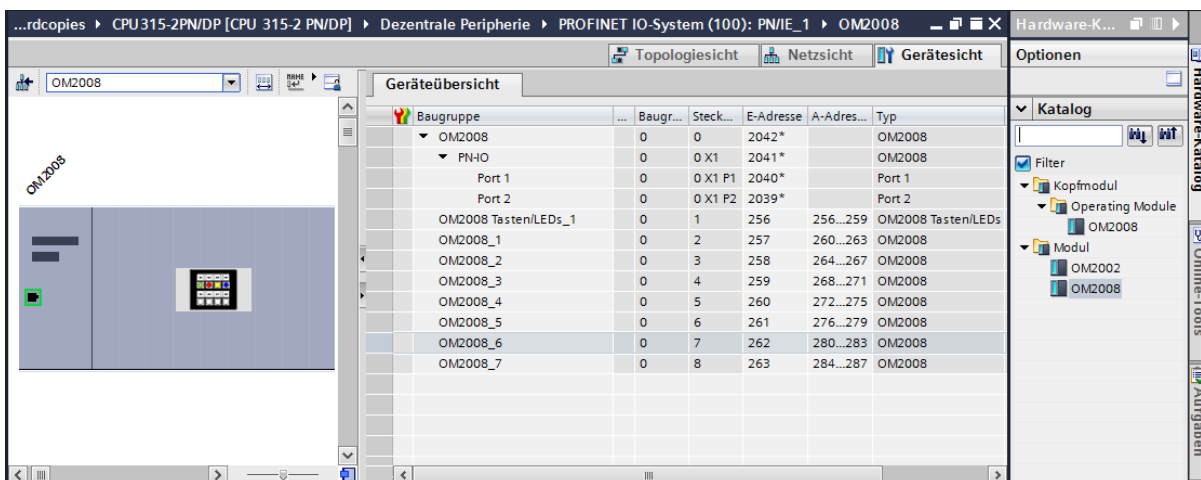 ...rdcopies ▸ CPU315-2PN/DP [CPU 315-2 PN/DP] ▸ Dezentrale Peripherie ▸ PROFINET IO-System (100): PN/IE_1 ▸ OM2008
Hardware-K...
Topologiesicht Netzsicht Gerätesicht
Optionen
OM2008
Geräteübersicht
Baugruppe ... Baugr... Steck... E-Adresse A-Adres... Typ
OM2008 0 0 2042* OM2008
PN-IO 0 0 X1 2041* OM2008
Port 1 0 0 X1 P1 2040* Port 1
Port 2 0 0 X1 P2 2039* Port 2
OM2008 Tasten/LEDs_1 0 1 256 256...259 OM2008 Tasten/LEDs
OM2008_1 0 2 257 260...263 OM2008
OM2008_2 0 3 258 264...267 OM2008
OM2008_3 0 4 259 268...271 OM2008
OM2008_4 0 5 260 272...275 OM2008
OM2008_5 0 6 261 276...279 OM2008
OM2008_6 0 7 262 280...283 OM2008
OM2008_7 0 8 263 284...287 OM2008
OM2008
Katalog
Filter
Kopfmodul
Operating Module
OM2008
Modul
OM2002
OM2008
Hardware-Katalog
Online-Tools
Aufgaben